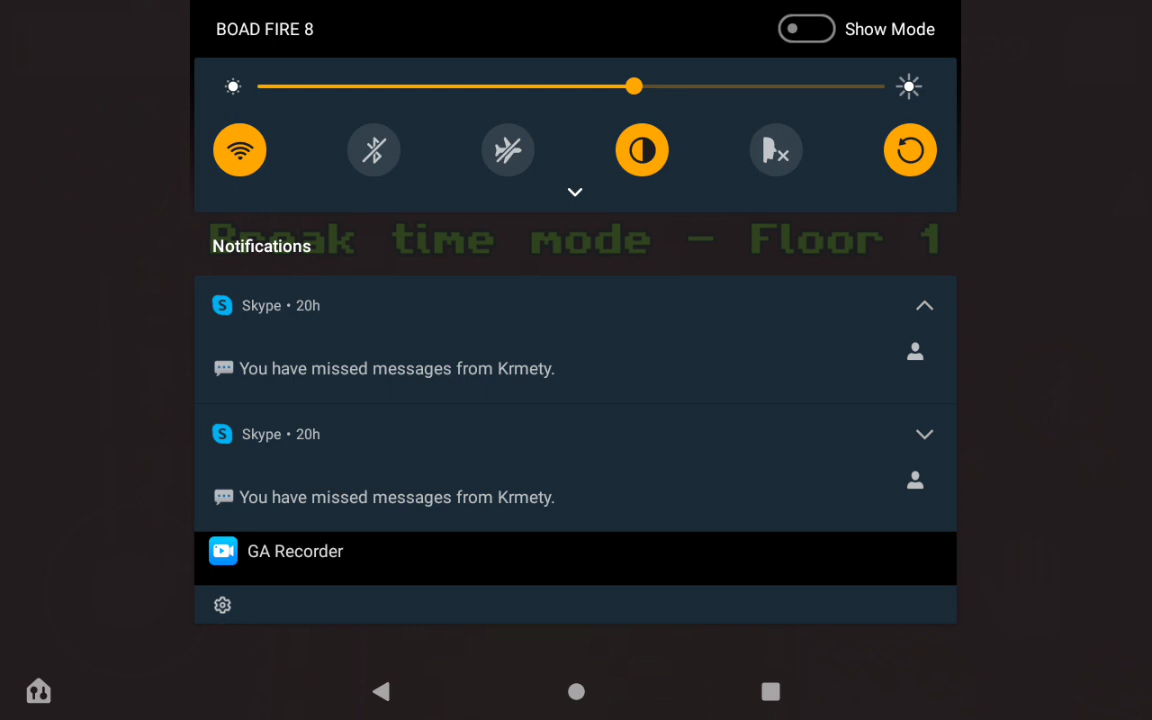 BOAD FIRE 8
Show Mode
Break time mode - Floor 1
Notifications
Skype • 20h
You have missed messages from Krmety.
Skype • 20h
You have missed messages from Krmety.
GA Recorder